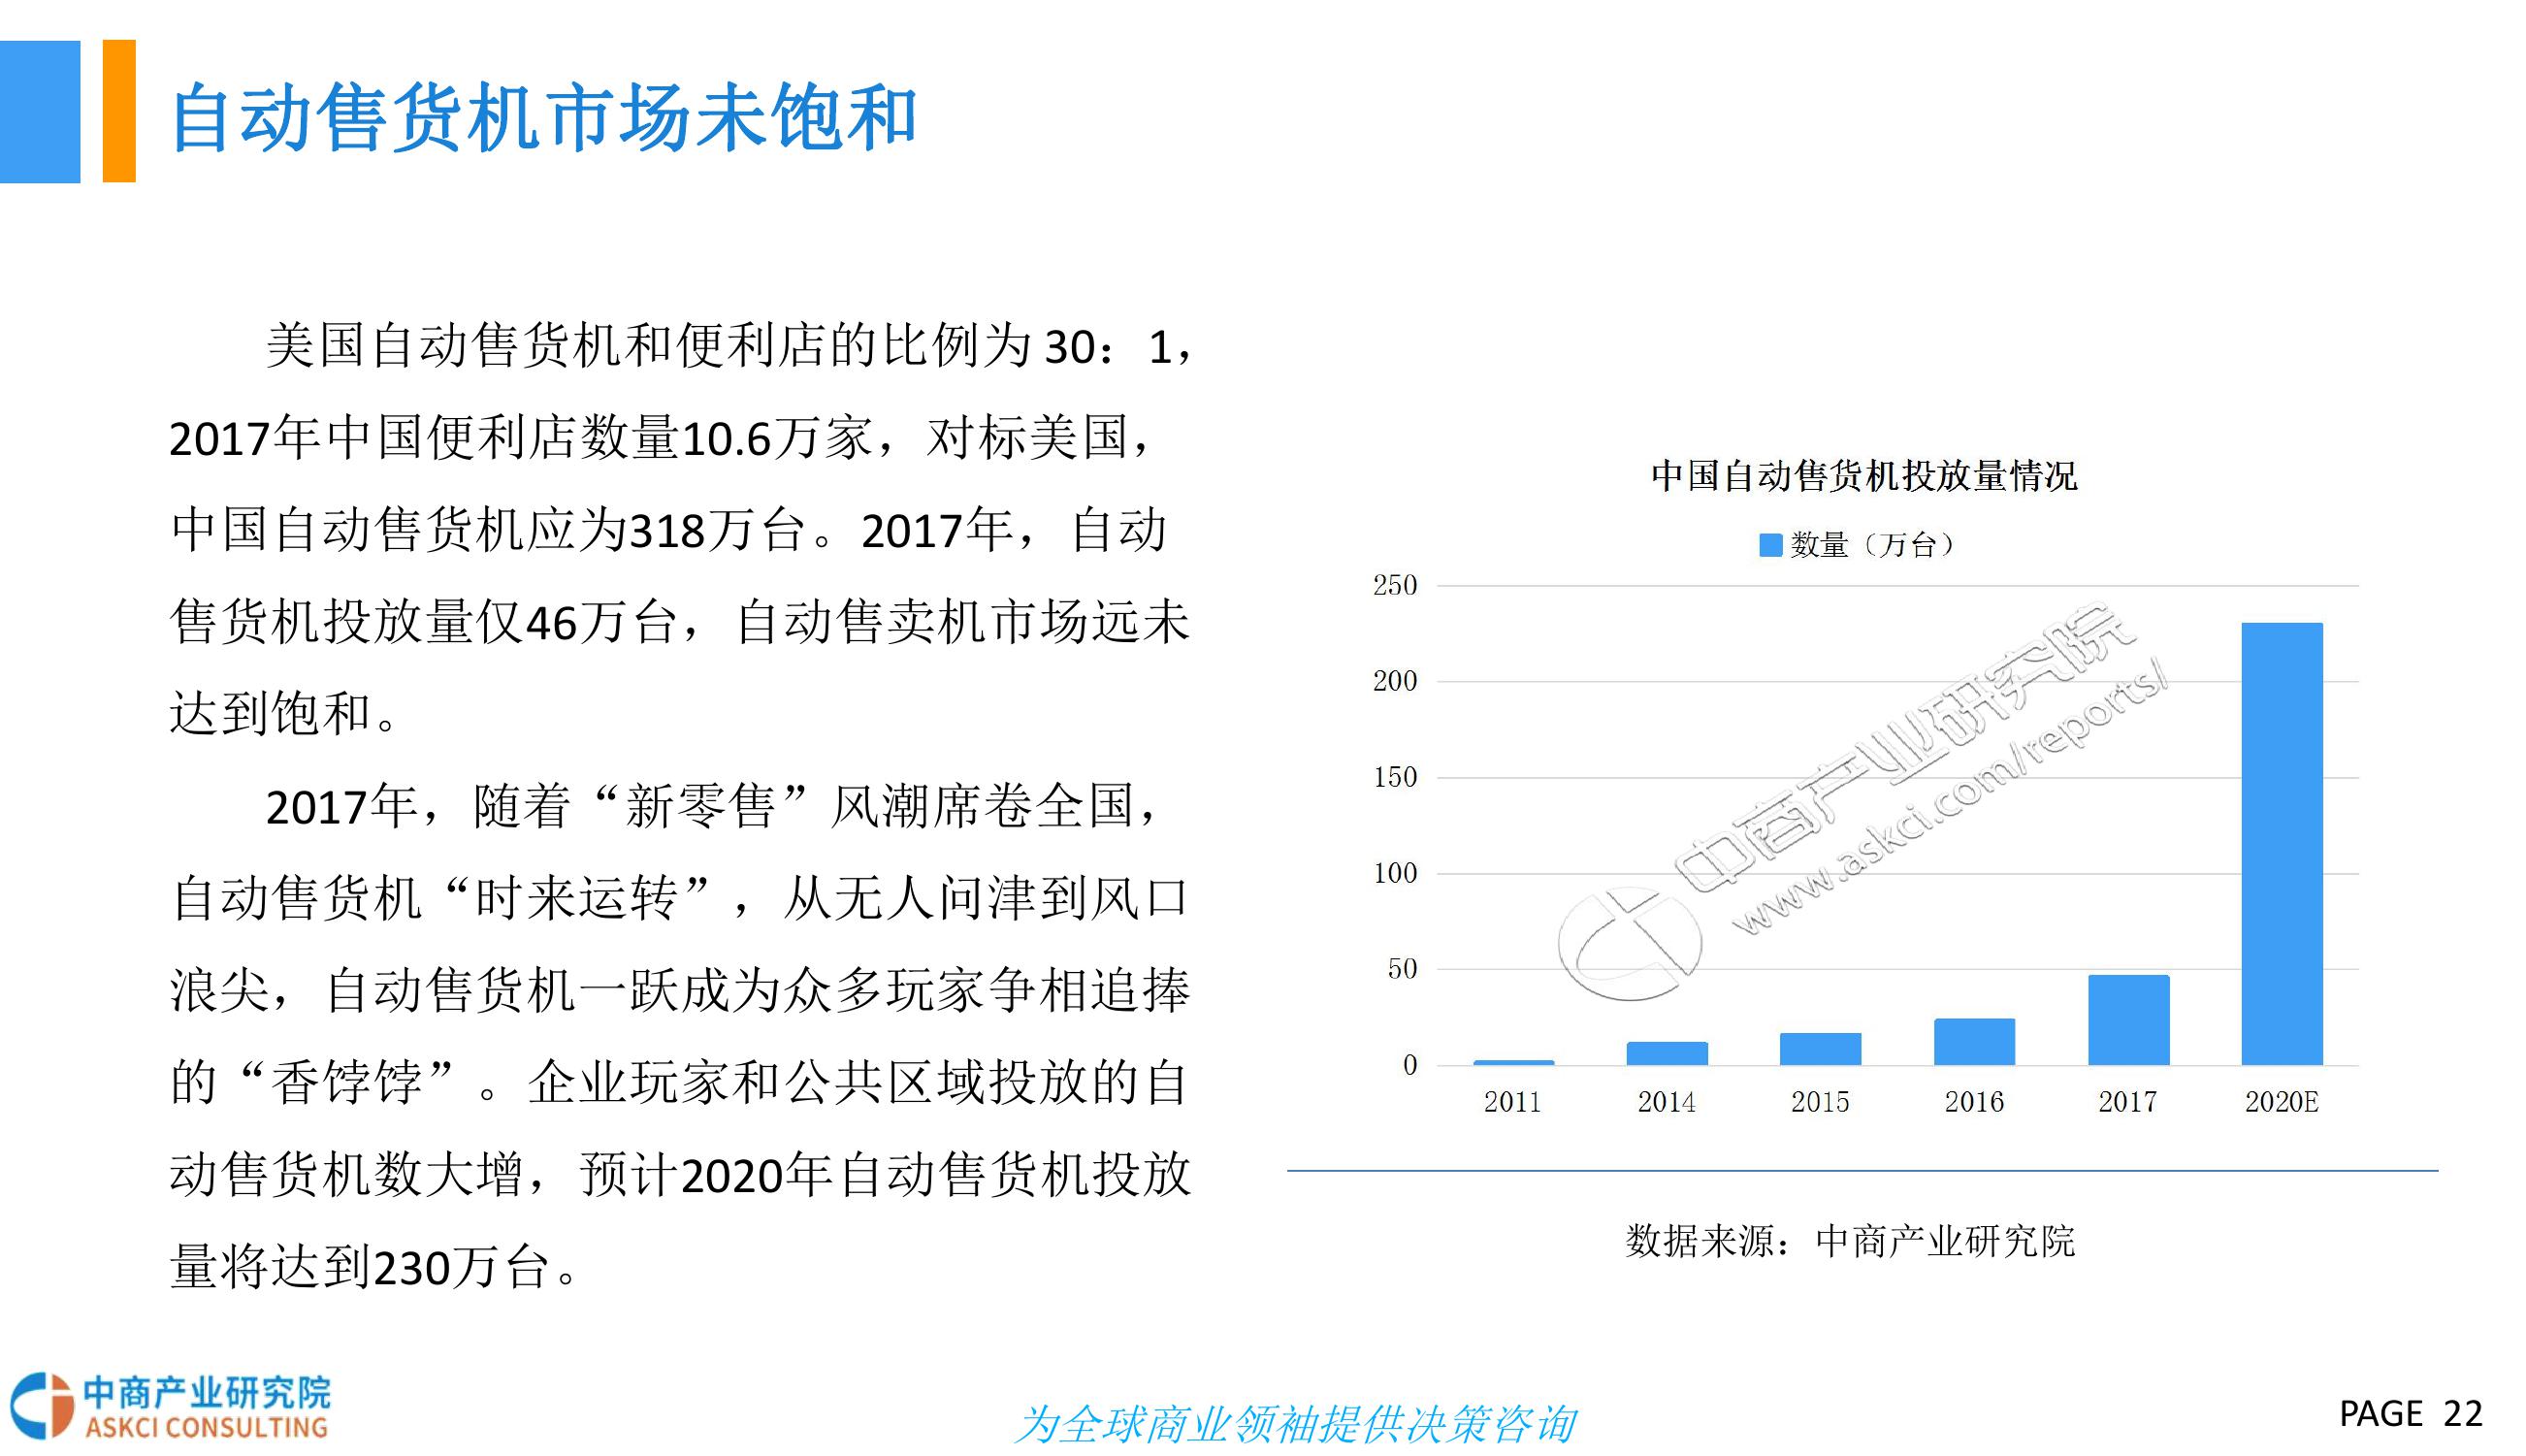 自动售货机市场未饱和
美国自动售货机和便利店的比例为 30：1，
2017年中国便利店数量10.6万家，对标美国，
中国自动售货机应为318万台。2017年，自动
售货机投放量仅46万台，自动售卖机市场远未
达到饱和。
2017年，随着“新零售”风潮席卷全国，
自动售货机“时来运转”，从无人问津到风口
浪尖，自动售货机一跃成为众多玩家争相追捧
的“香饽饽”。企业玩家和公共区域投放的自
动售货机数大增，预计2020年自动售货机投放
量将达到230万台。
中国自动售货机投放量情况
数量（万台）
250
200
150
100
50
0
2011 2014 2015 2016 2017 2020E
中商产业研究院
www.askci.com/reports/
数据来源：中商产业研究院
中商产业研究院
ASKCI CONSULTING
为全球商业领袖提供决策咨询
PAGE 22